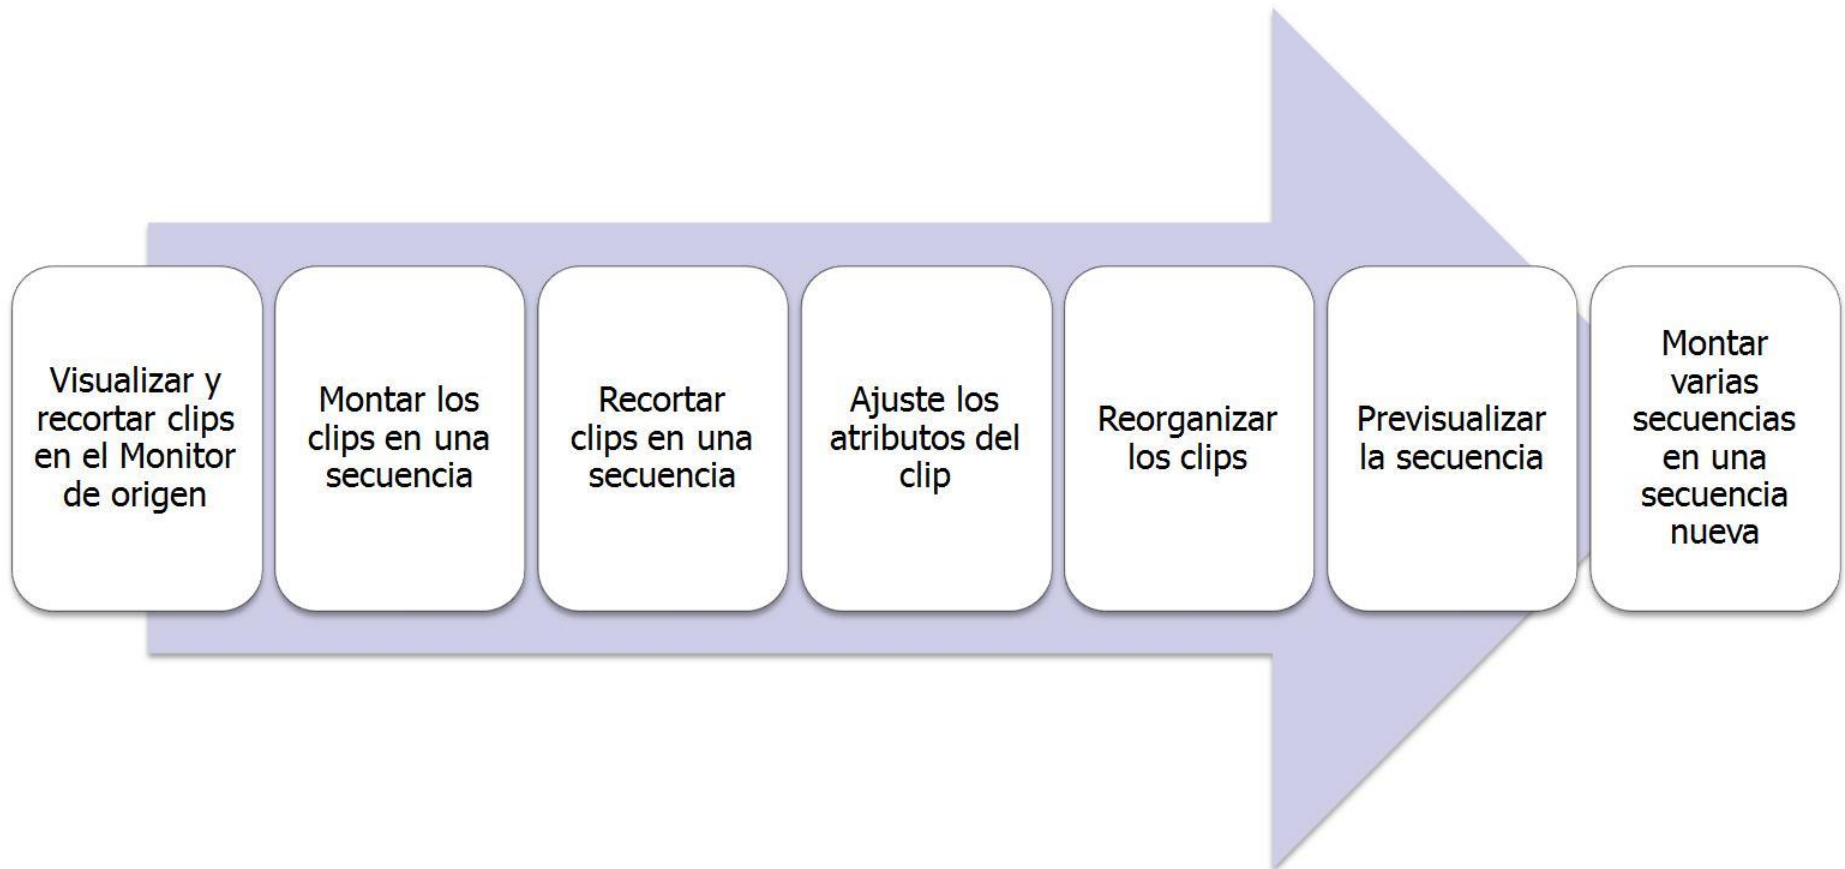 Visualizar y
recortar clips
en el Monitor
de origen
Montar los
clips en una
secuencia
Recortar
clips en una
secuencia
Ajuste los
atributos del
clip
Reorganizar
los clips
Previsualizar
la secuencia
Montar
varias
secuencias
en una
secuencia
nueva